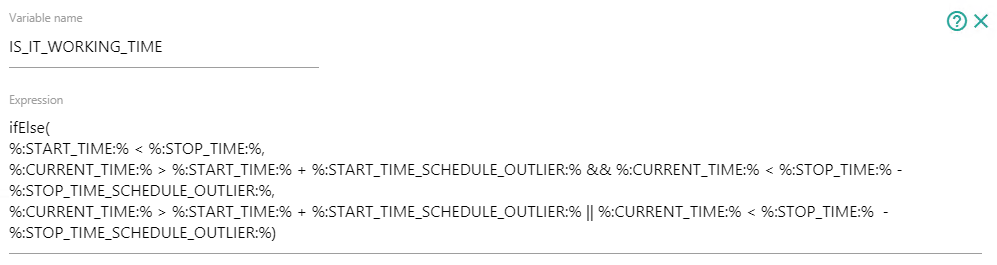 Variable name
IS_IT_WORKING_TIME
Expression
ifElse(
%:START_TIME:% < %:STOP_TIME:%,
%:CURRENT_TIME:% > %:START_TIME:% + %:START_TIME_SCHEDULE_OUTLIER:% && %:CURRENT_TIME:% < %:STOP_TIME:% -
%:STOP_TIME_SCHEDULE_OUTLIER:%,
%:CURRENT_TIME:% > %:START_TIME:% + %:START_TIME_SCHEDULE_OUTLIER:% || %:CURRENT_TIME:% < %:STOP_TIME:%  -
%:STOP_TIME_SCHEDULE_OUTLIER:%)